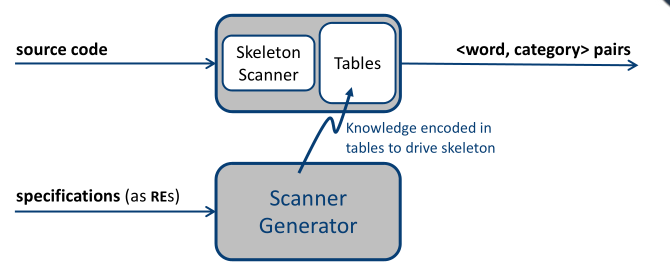 source code
Skeleton
Scanner
Tables
<word, category> pairs
Knowledge encoded in
tables to drive skeleton
specifications (as REs)
Scanner
Generator